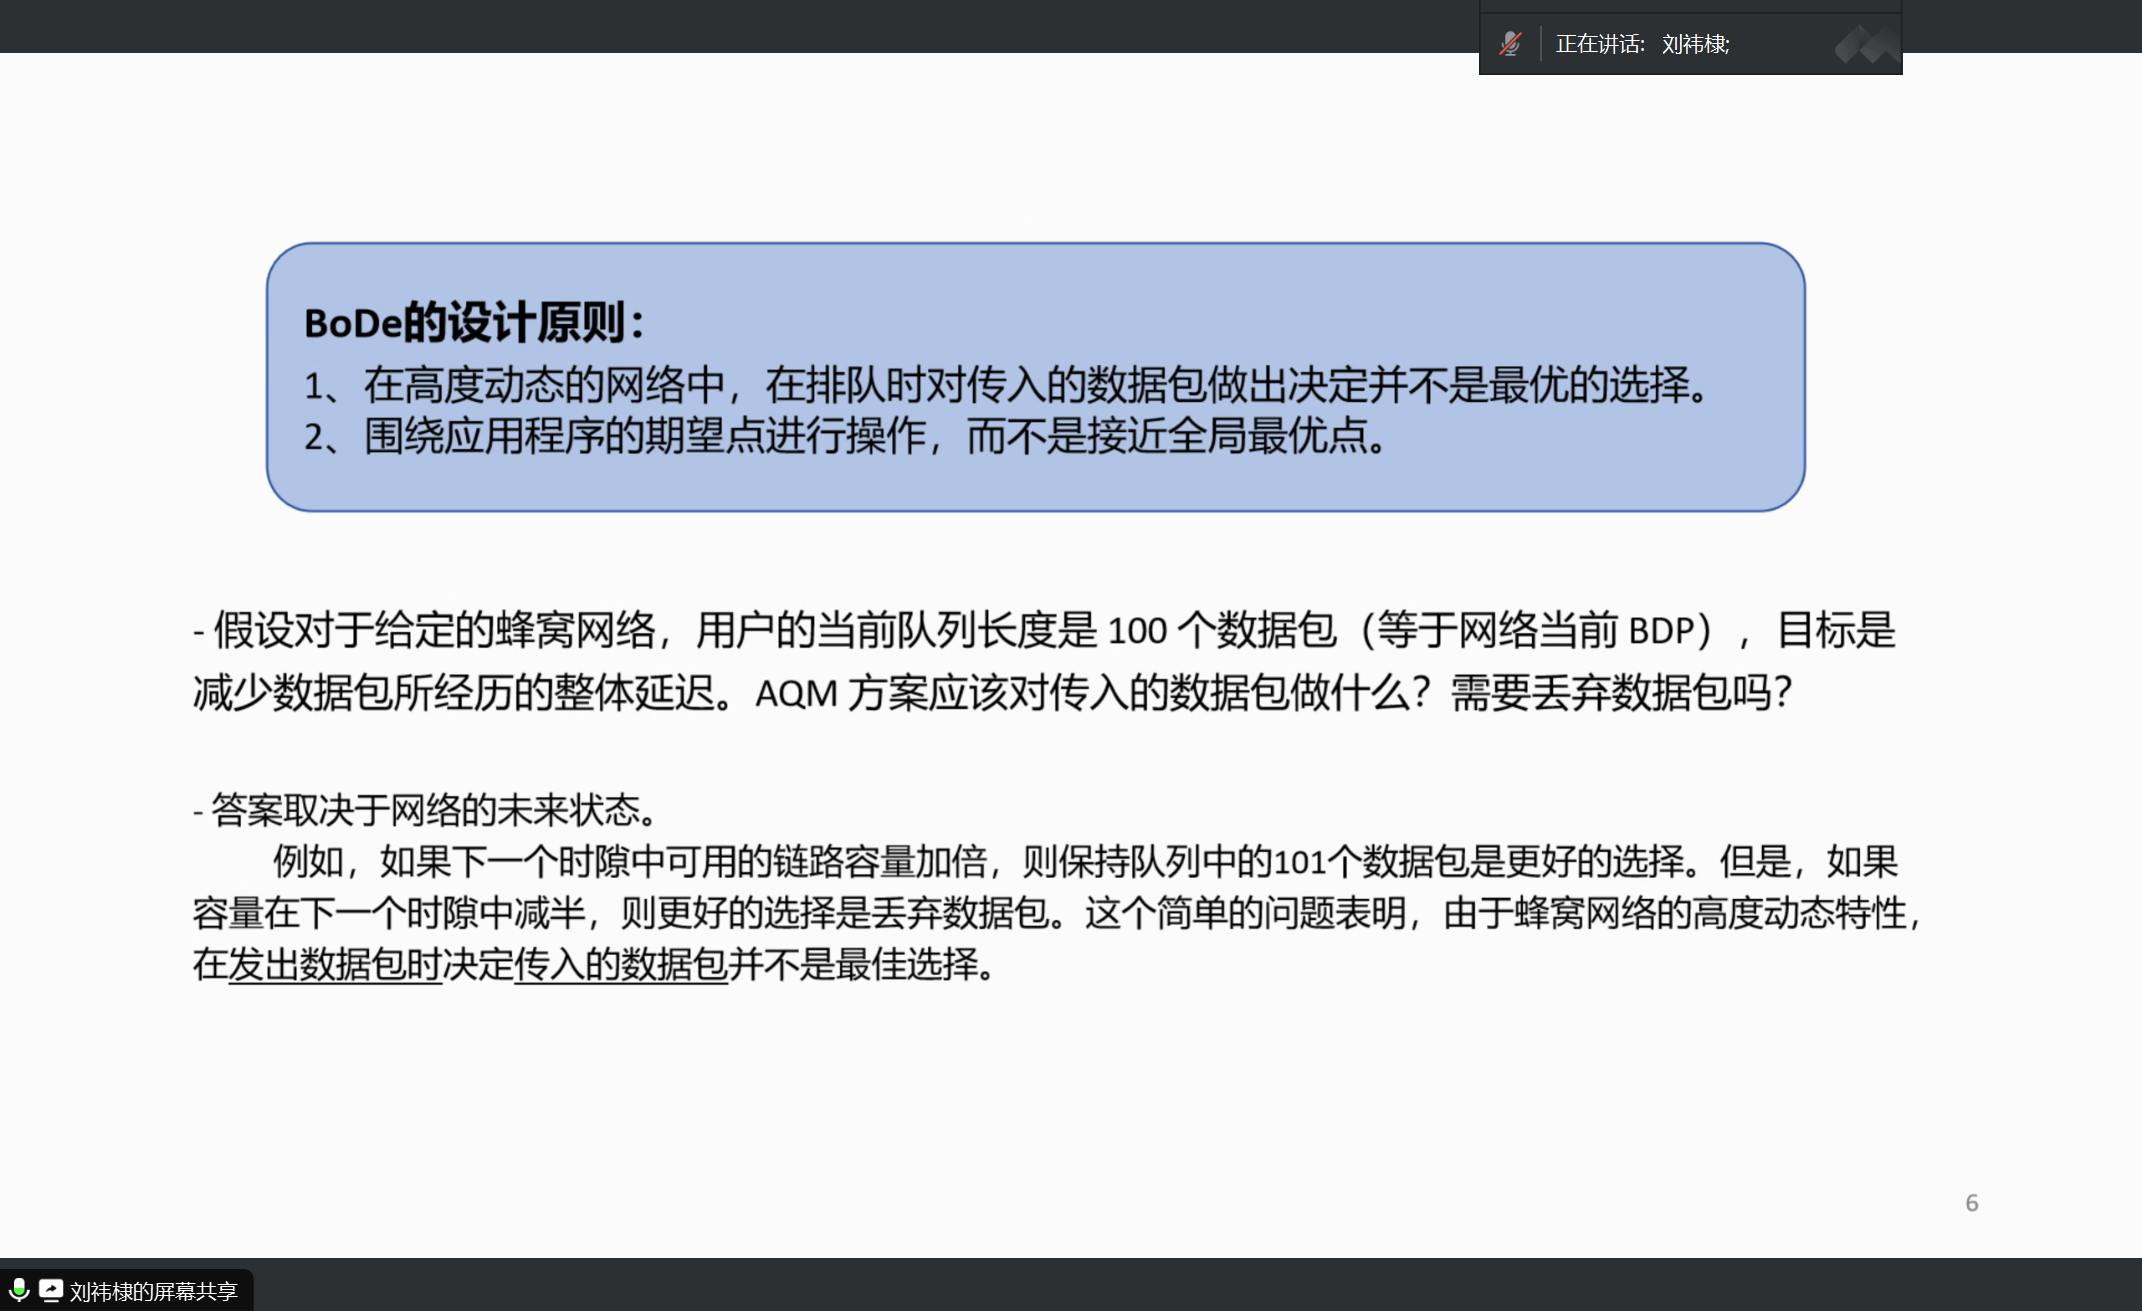 正在讲话: 刘祎棣;
BoDe的设计原则：
1、在高度动态的网络中，在排队时对传入的数据包做出决定并不是最优的选择。
2、围绕应用程序的期望点进行操作，而不是接近全局最优点。
- 假设对于给定的蜂窝网络，用户的当前队列长度是 100 个数据包（等于网络当前 BDP），目标是
减少数据包所经历的整体延迟。AQM 方案应该对传入的数据包做什么？需要丢弃数据包吗？
- 答案取决于网络的未来状态。
例如，如果下一个时隙中可用的链路容量加倍，则保持队列中的101个数据包是更好的选择。但是，如果
容量在下一个时隙中减半，则更好的选择是丢弃数据包。这个简单的问题表明，由于蜂窝网络的高度动态特性，
在发出数据包时决定传入的数据包并不是最佳选择。
6
刘祎棣的屏幕共享